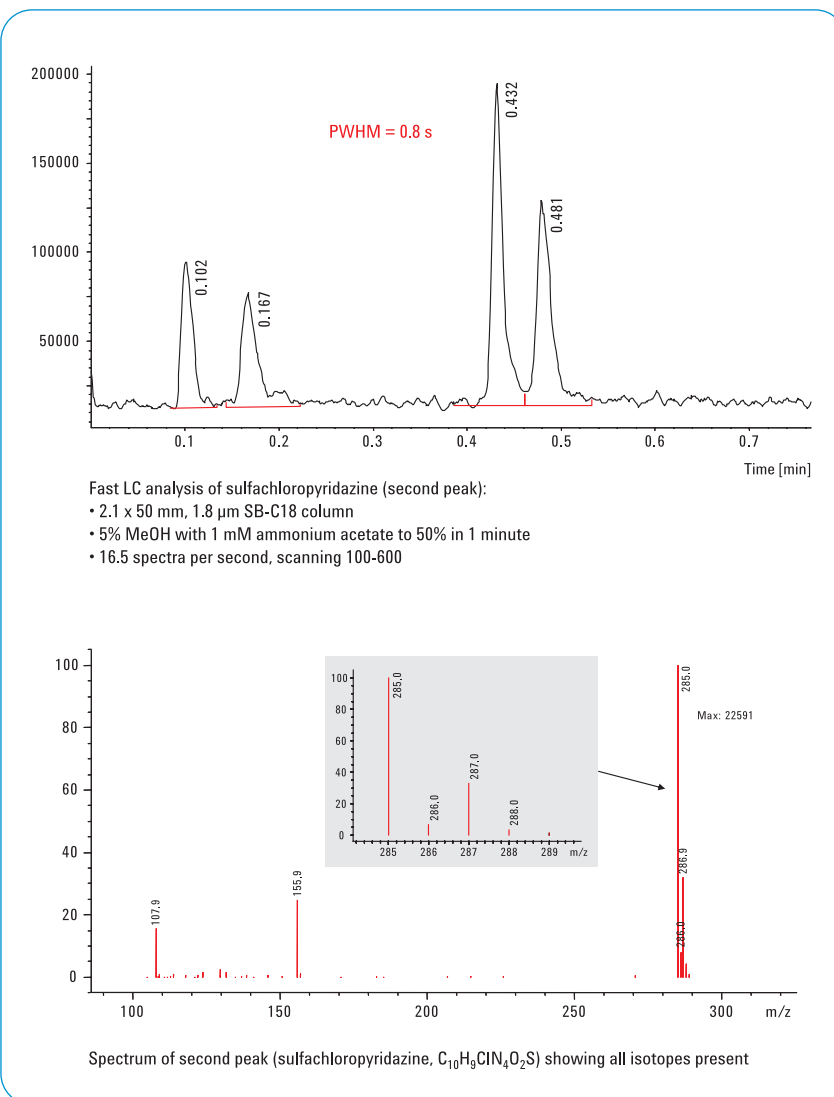 200000
150000
100000
50000
PWHM = 0.8 s
0.102
0.167
0.432
0.481
0.1 0.2 0.3 0.4 0.5 0.6 0.7
Time [min]
Fast LC analysis of sulfachloropyridazine (second peak):
• 2.1 x 50 mm, 1.8 µm SB-C18 column
• 5% MeOH with 1 mM ammonium acetate to 50% in 1 minute
• 16.5 spectra per second, scanning 100-600
100
80
60
40
20
0
107.9
155.9
100
80
60
40
20
0
285.0
286.0
287.0
288.0
285 286 287 288 289 m/z
285.0
Max: 22591
286.9
286.0
100 150 200 250 300 m/z
Spectrum of second peak (sulfachloropyridazine, C₁₀H₉ClN₄O₂S) showing all isotopes present